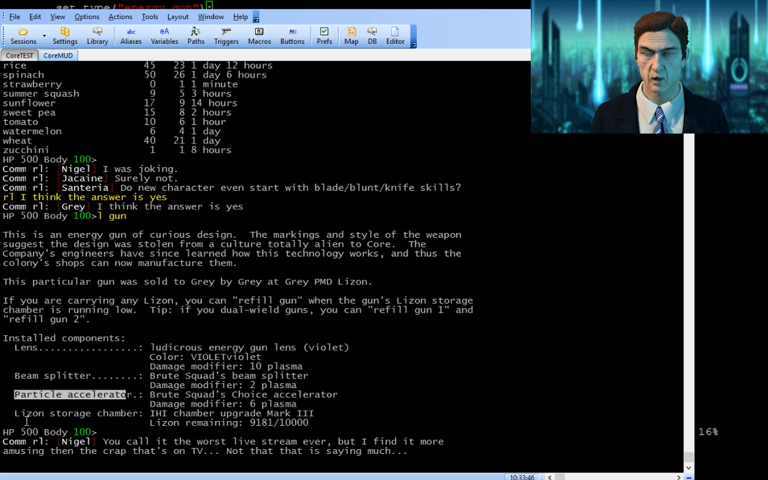 set_type("energy gun")
File Edit View Options Actions Tools Layout Window Help
Sessions Settings Library Aliases Variables Paths Triggers Macros Buttons Prefs Map DB Editor
CoreTEST CoreMUD
rice 45 23 1 day 12 hours
spinach 50 26 1 day 6 hours
strawberry 0 1 1 minute
summer squash 9 5 3 hours
sunflower 17 9 14 hours
sweet pea 15 8 2 hours
tomato 10 6 1 hour
watermelon 6 4 1 day
wheat 40 21 1 day
zucchini 1 1 8 hours
HP 500 Body 100>
Comm rl: [Nigel] I was joking.
Comm rl: [Jacaine] Surely not.
Comm rl: [Santeria] Do new character even start with blade/blunt/knife skills?
rl I think the answer is yes
Comm rl: [Grey] I think the answer is yes
HP 500 Body 100>l gun
This is an energy gun of curious design. The markings and style of the weapon
suggest the design was stolen from a culture totally alien to Core. The
Company's engineers have since learned how this technology works, and thus the
colony's shops can now manufacture them.
This particular gun was sold to Grey by Grey at Grey PMD Lizon.
If you are carrying any Lizon, you can "refill gun" when the gun's Lizon storage
chamber is running low. Tip: if you dual-wield guns, you can "refill gun 1" and
"refill gun 2".
Installed components:
Lens.................: ludicrous energy gun lens (violet)
Color: VIOLETviolet
Damage modifier: 10 plasma
Beam splitter........: Brute Squad's beam splitter
Damage modifier: 2 plasma
Particle accelerator.: Brute Squad's Choice accelerator
Damage modifier: 6 plasma
Lizon storage chamber: IHI chamber upgrade Mark III
Lizon remaining: 9181/10000
HP 500 Body 100>
Comm rl: [Nigel] You call it the worst live stream ever, but I find it more
amusing then the crap that's on TV... Not that that is saying much...
16%
10:33:46